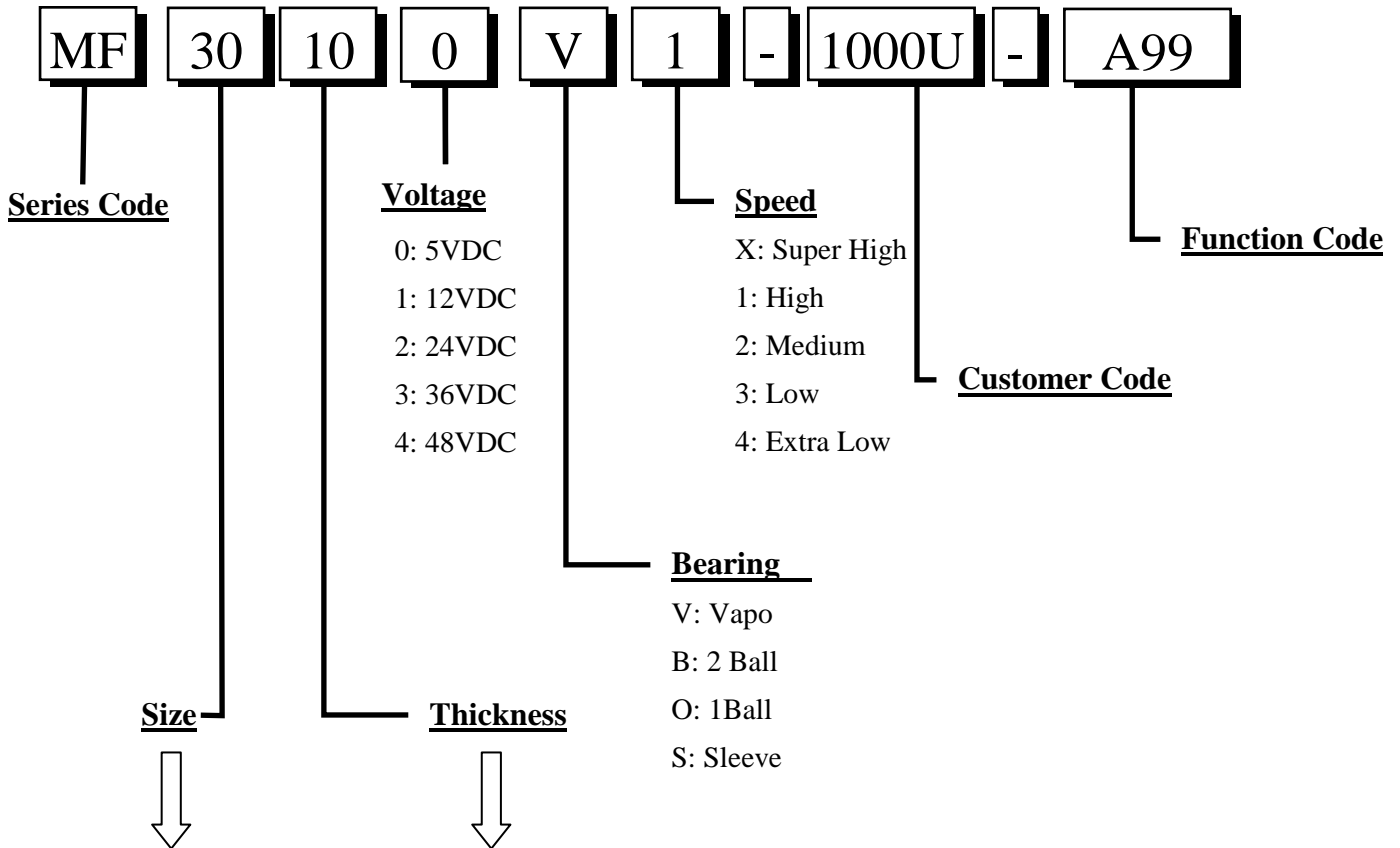 MF 30 10 0 V 1 - 1000U - A99
Series Code
Voltage
0: 5VDC
1: 12VDC
2: 24VDC
3: 36VDC
4: 48VDC
Speed
X: Super High
1: High
2: Medium
3: Low
4: Extra Low
Function Code
Customer Code
Bearing
V: Vapo
B: 2 Ball
O: 1Ball
S: Sleeve
Size
Thickness